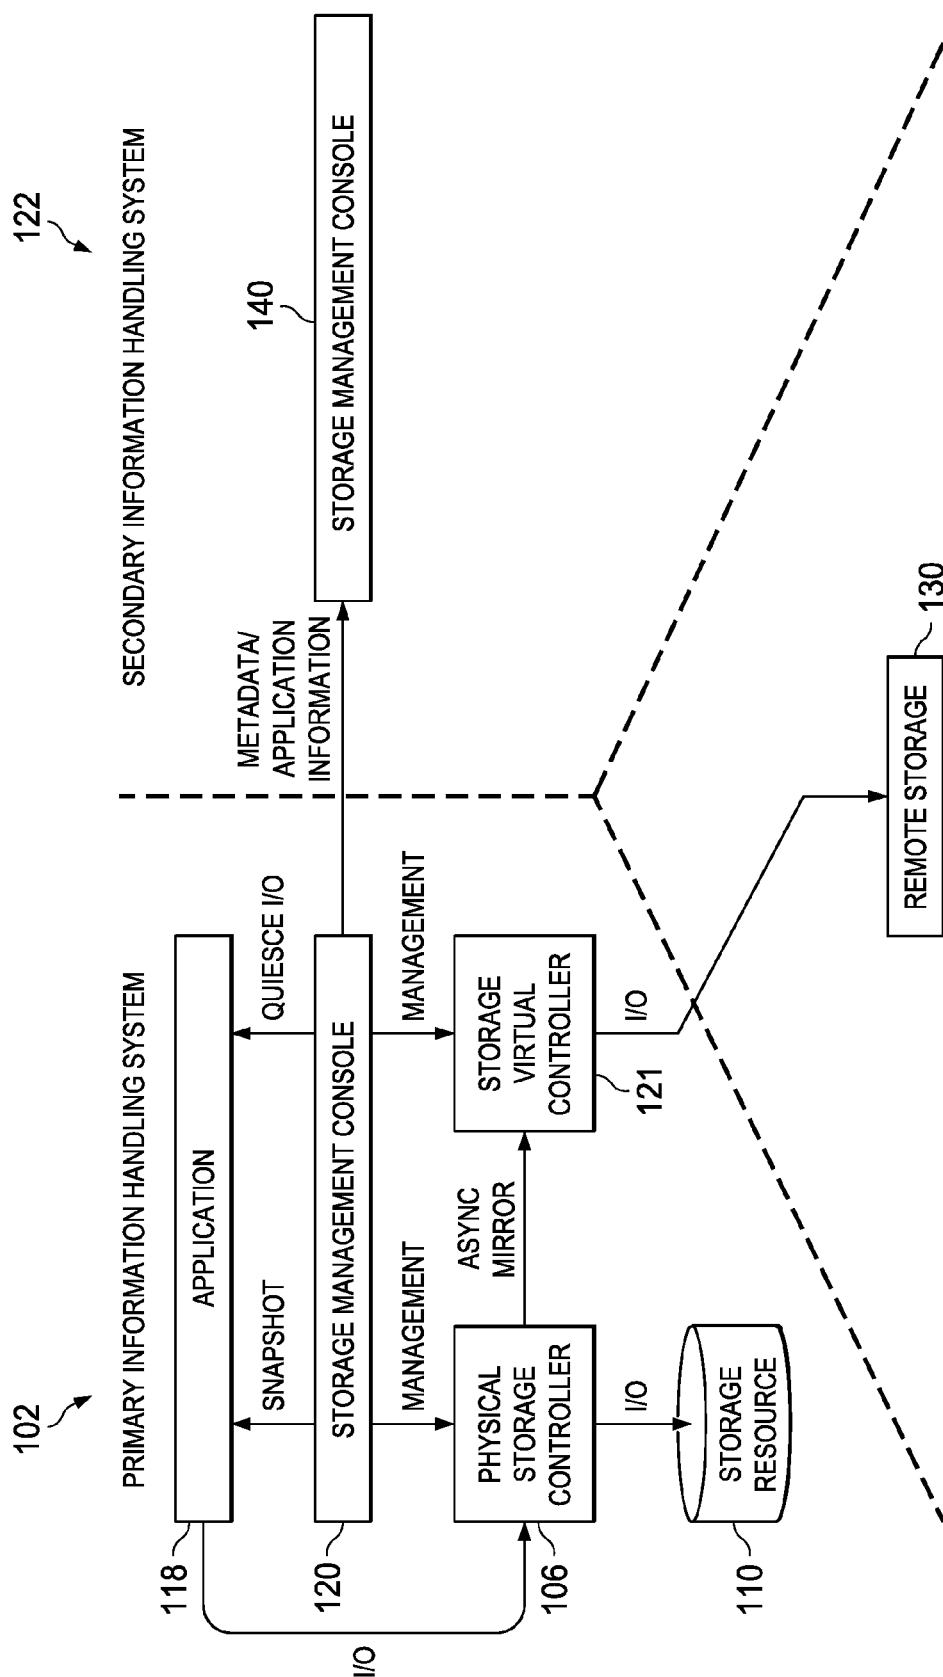 102
PRIMARY INFORMATION HANDLING SYSTEM
122
SECONDARY INFORMATION HANDLING SYSTEM
118
APPLICATION
SNAPSHOT
QUIESCE I/O
METADATA/
APPLICATION
INFORMATION
140
120
STORAGE MANAGEMENT CONSOLE
STORAGE MANAGEMENT CONSOLE
I/O
MANAGEMENT
MANAGEMENT
106
PHYSICAL
STORAGE
CONTROLLER
ASYNC
MIRROR
STORAGE
VIRTUAL
CONTROLLER
121
I/O
I/O
110
STORAGE
RESOURCE
REMOTE STORAGE
130